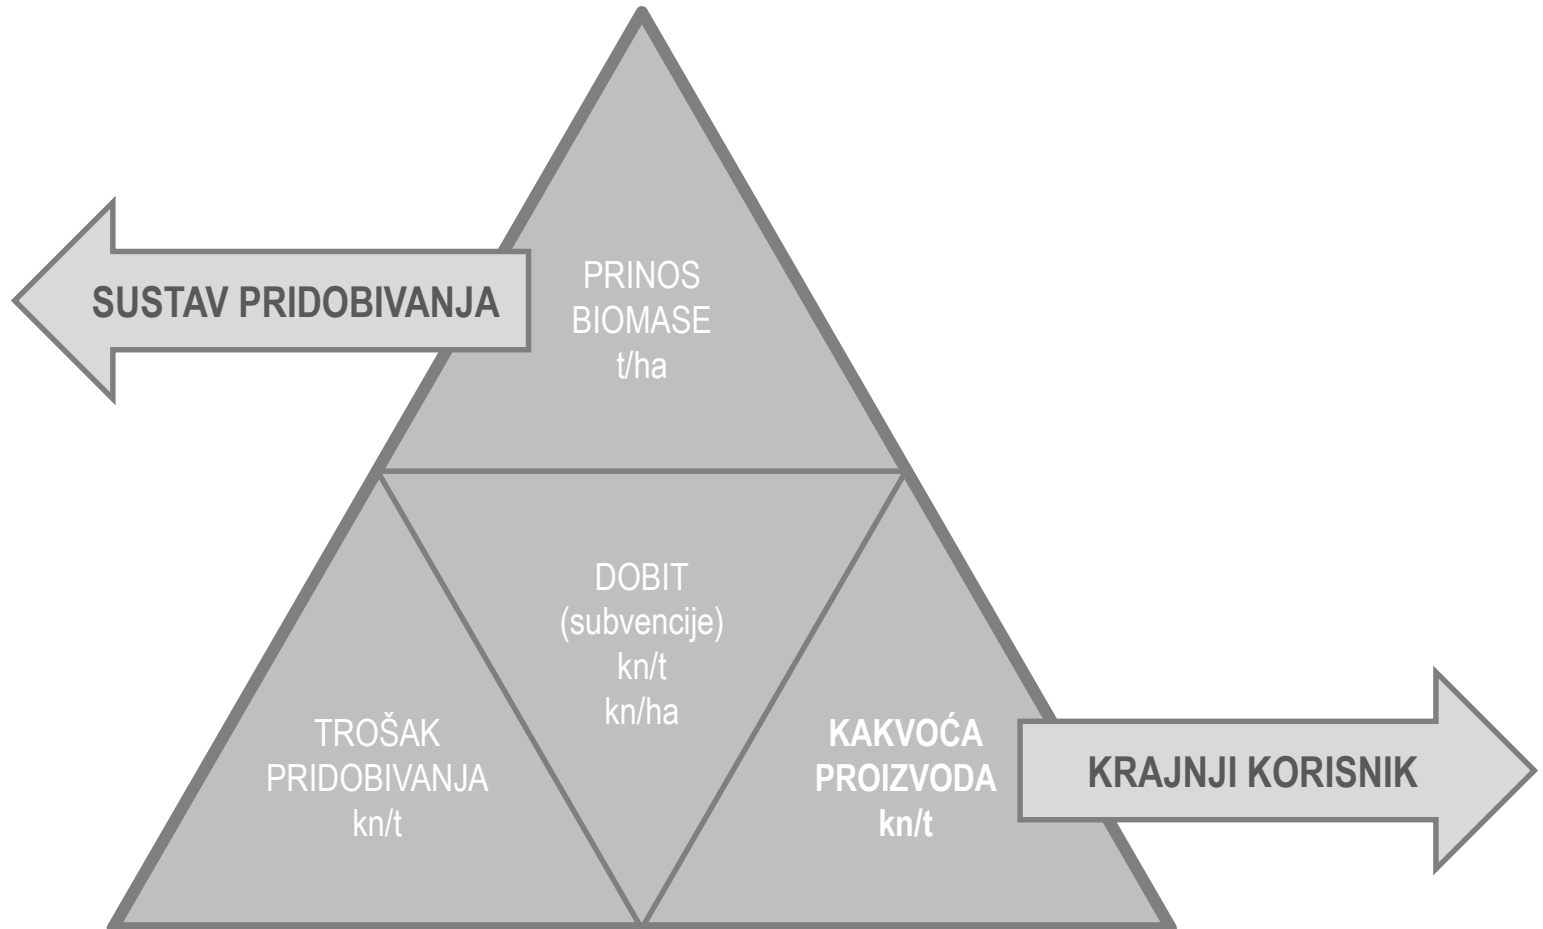 SUSTAV PRIDOBIVANJA
PRINOS
BIOMASE
t/ha
DOBIT
(subvencije)
kn/t
kn/ha
TROŠAK
PRIDOBIVANJA
kn/t
KAKVOĆA
PROIZVODA
kn/t
KRAJNJI KORISNIK